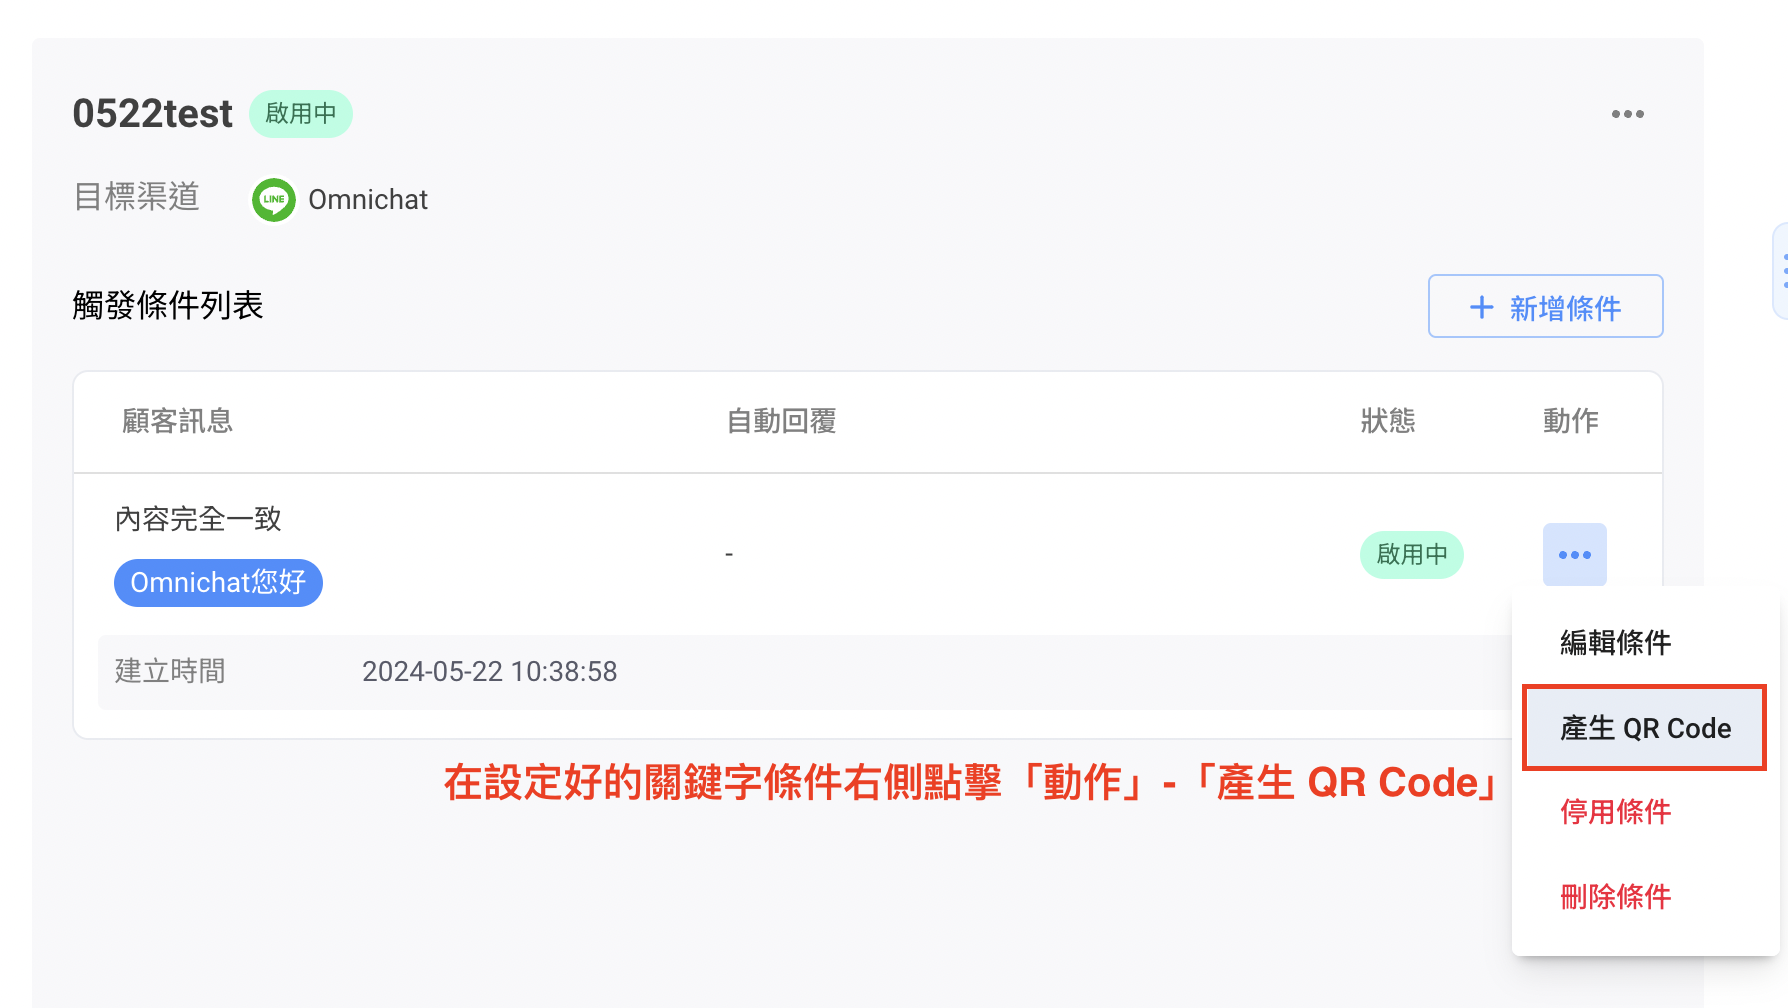 0522test 啟用中
目標渠道 LINE Omnichat
觸發條件列表 + 新增條件
顧客訊息 自動回覆 狀態 動作
內容完全一致
Omnichat您好 - 啟用中
建立時間 2024-05-22 10:38:58
編輯條件
產生 QR Code
停用條件
刪除條件
在設定好的關鍵字條件右側點擊「動作」-「產生 QR Code」